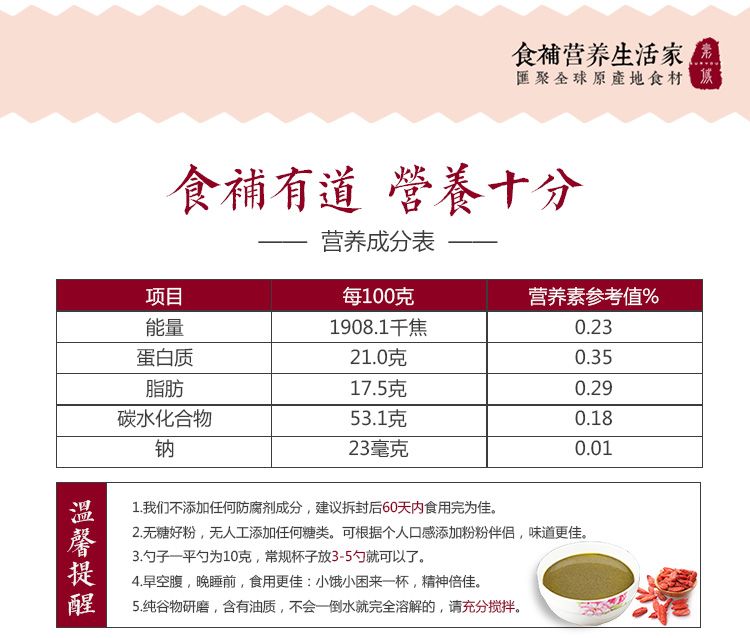 食補营养生活家
匯聚全球原産地食材
食補有道 營養十分
营养成分表
项目 每100克 营养素参考值%
能量 1908.1千焦 0.23
蛋白质 21.0克 0.35
脂肪 17.5克 0.29
碳水化合物 53.1克 0.18
钠 23毫克 0.01
溫馨提醒
1.我们不添加任何防腐剂成分，建议拆封后60天内食用完为佳。
2.无糖好粉，无人工添加任何糖类。可根据个人口感添加粉粉伴侣，味道更佳。
3.勺子一平勺为10克，常规杯子放3-5勺就可以了。
4.早空腹，晚睡前，食用更佳：小饿小困来一杯，精神倍佳。
5.纯谷物研磨，含有油质，不会一倒水就完全溶解的，请充分搅拌。